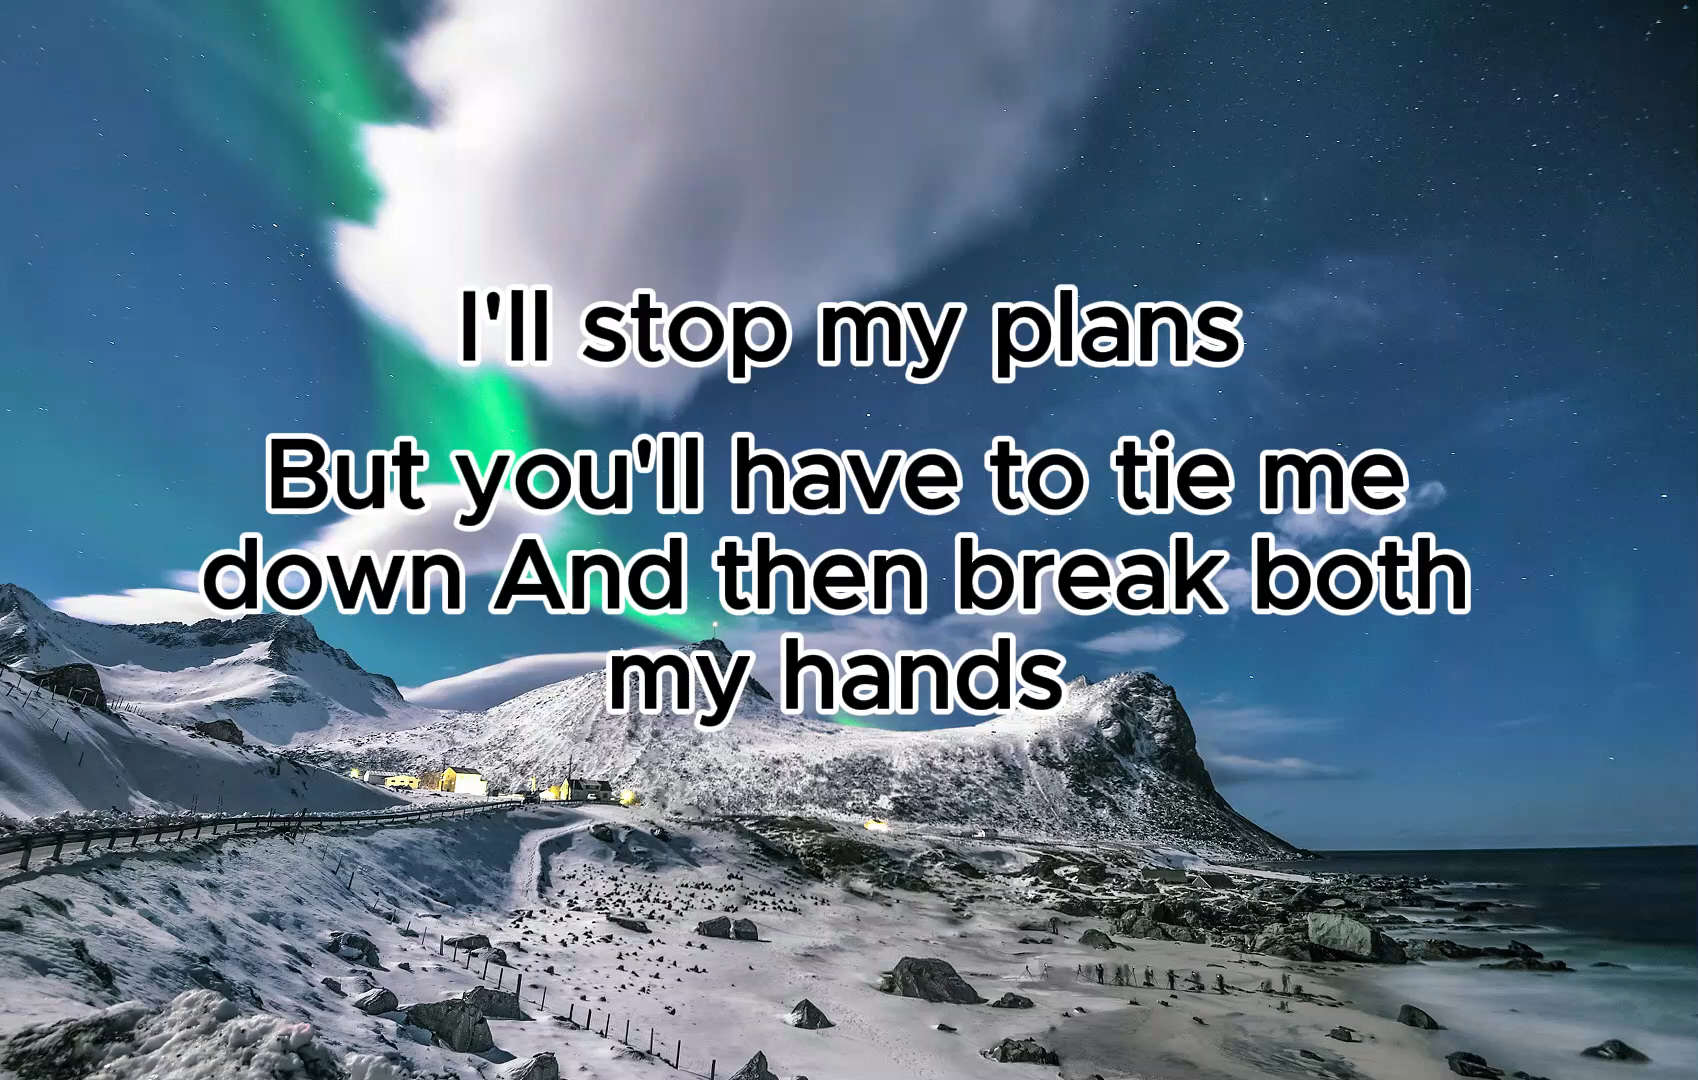 I'll stop my plans
But you'll have to tie me
down And then break both
my hands